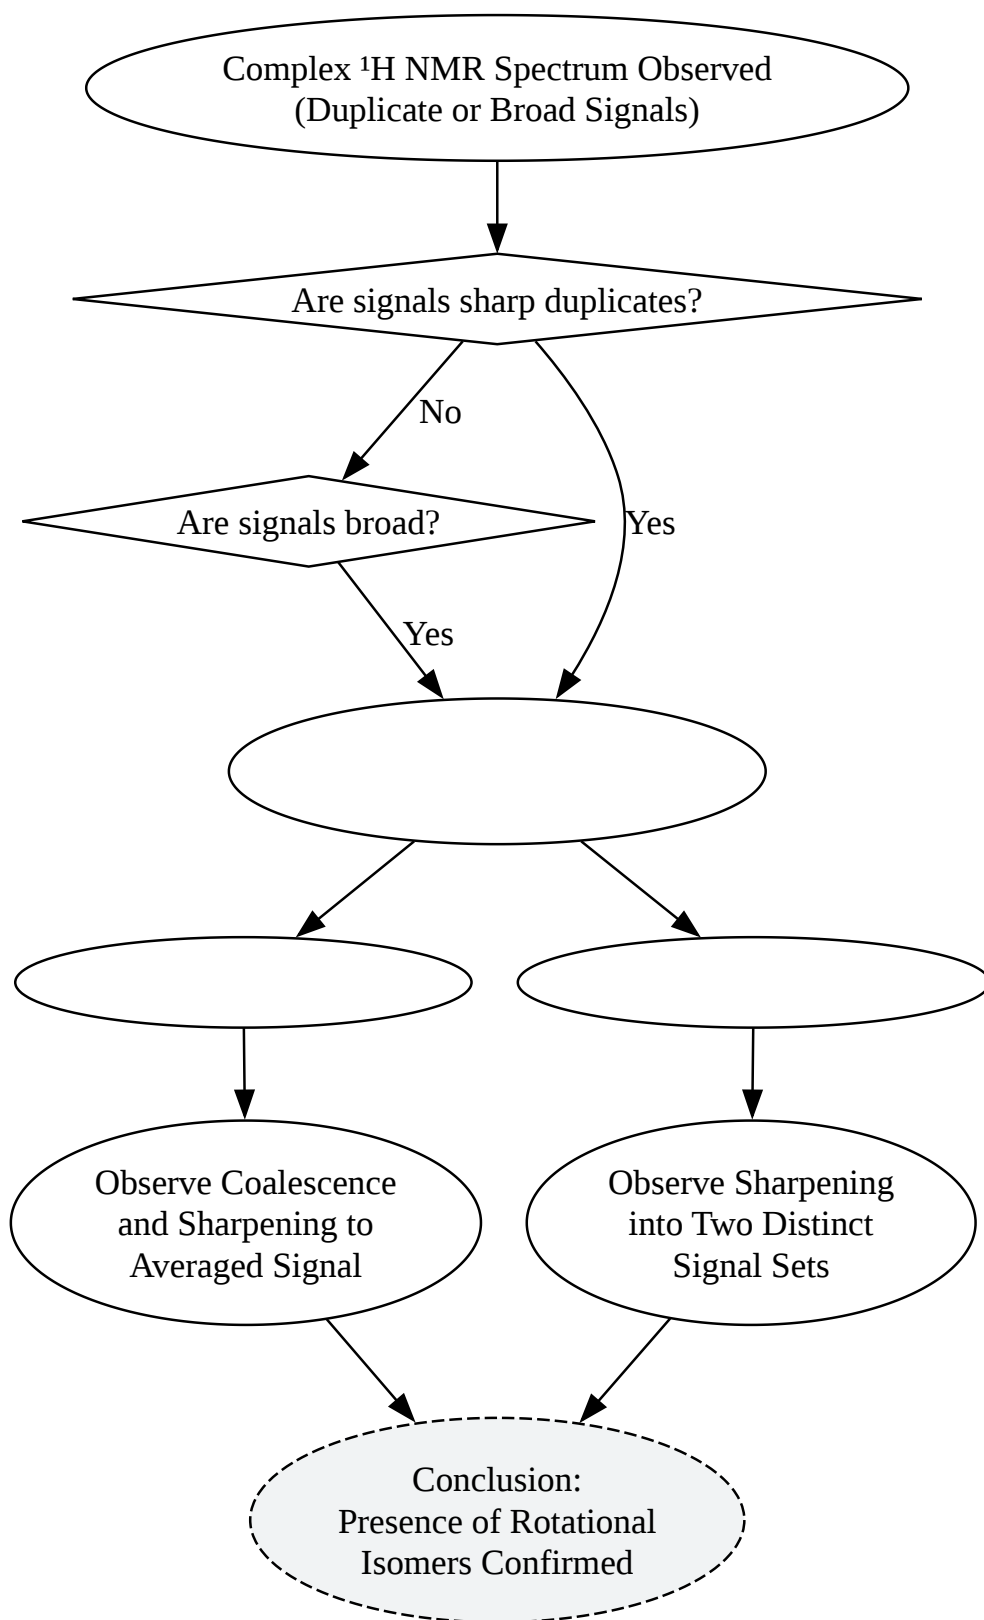 Complex ¹H NMR Spectrum Observed
(Duplicate or Broad Signals)
Are signals sharp duplicates?
No
Are signals broad?
Yes
Yes
Observe Coalescence
and Sharpening to
Averaged Signal
Observe Sharpening
into Two Distinct
Signal Sets
Conclusion:
Presence of Rotational
Isomers Confirmed